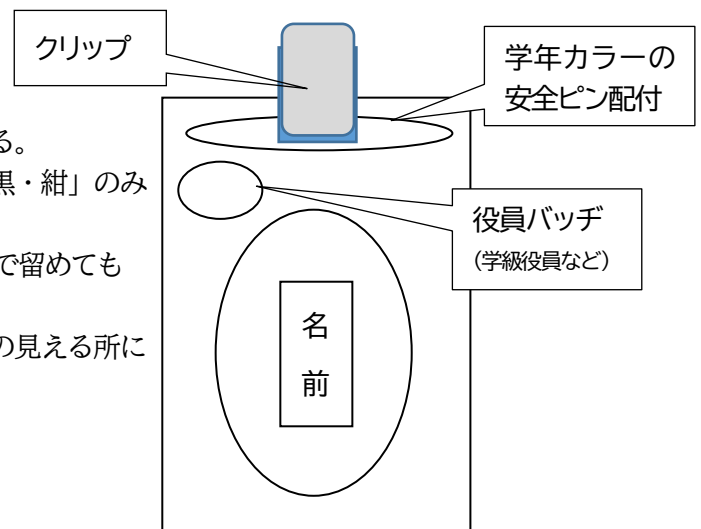 クリップ
学年カラーの
安全ピン配付
る。
黒・紺」のみ
役員バッヂ
（学級役員など）
で留めても
の見える所に
名
前